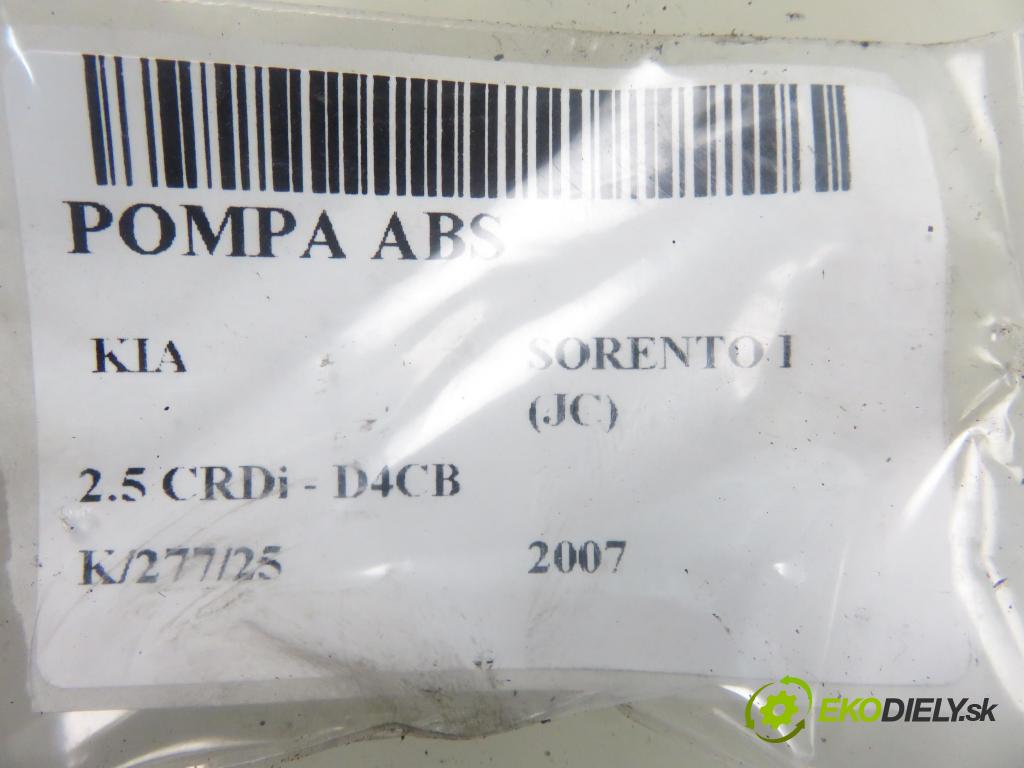 POMPA ABS
KIA SORENTO I
(JC)
2.5 CRDi - D4CB
K/277/25 2007
EKODIELY.sk